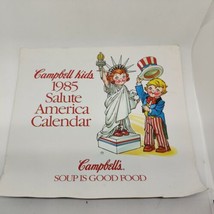 Campbell Kids
1985
Salute
America
Calendar
Campbell's
SOUP IS GOOD FOOD